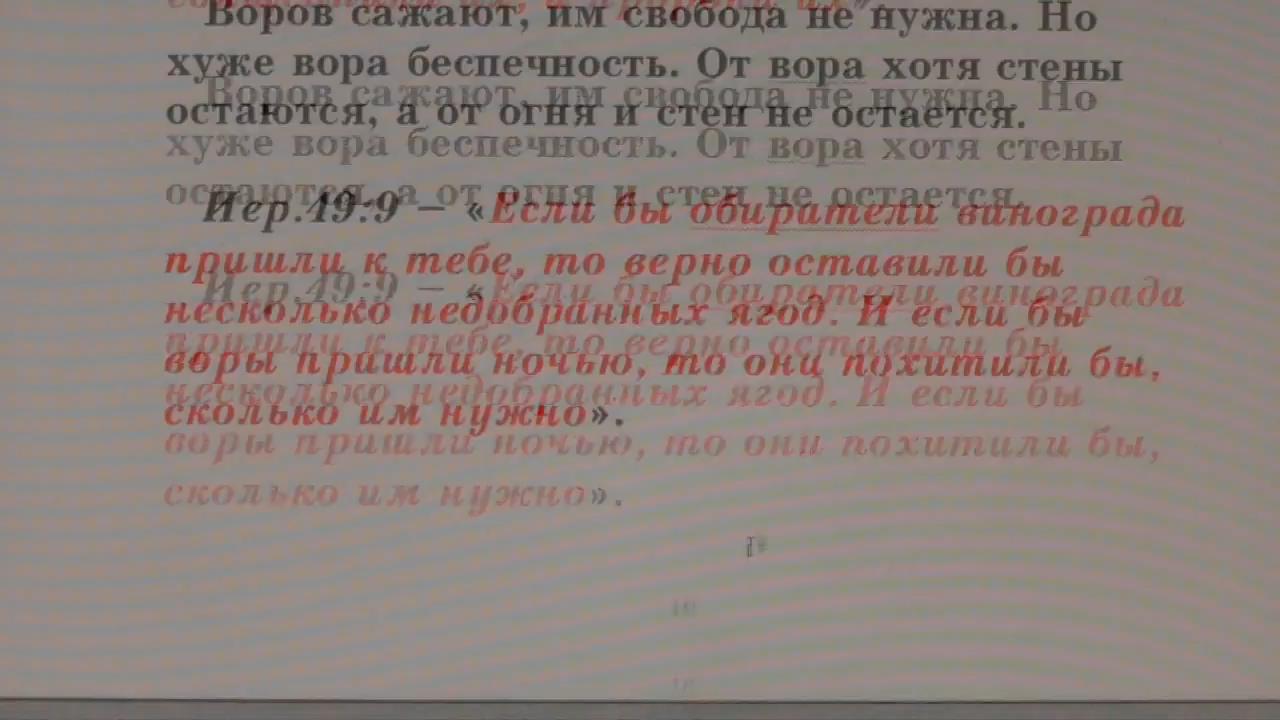 Воров сажают, им свобода не нужна. Но
хуже вора беспечность. От вора хотя стены
остаются, а от огня и стен не остается.
Иер.49:9 – «Если бы обиратели винограда
пришли к тебе, то верно оставили бы
несколько недобранных ягод. И если бы
воры пришли ночью, то они похитили бы,
сколько им нужно».